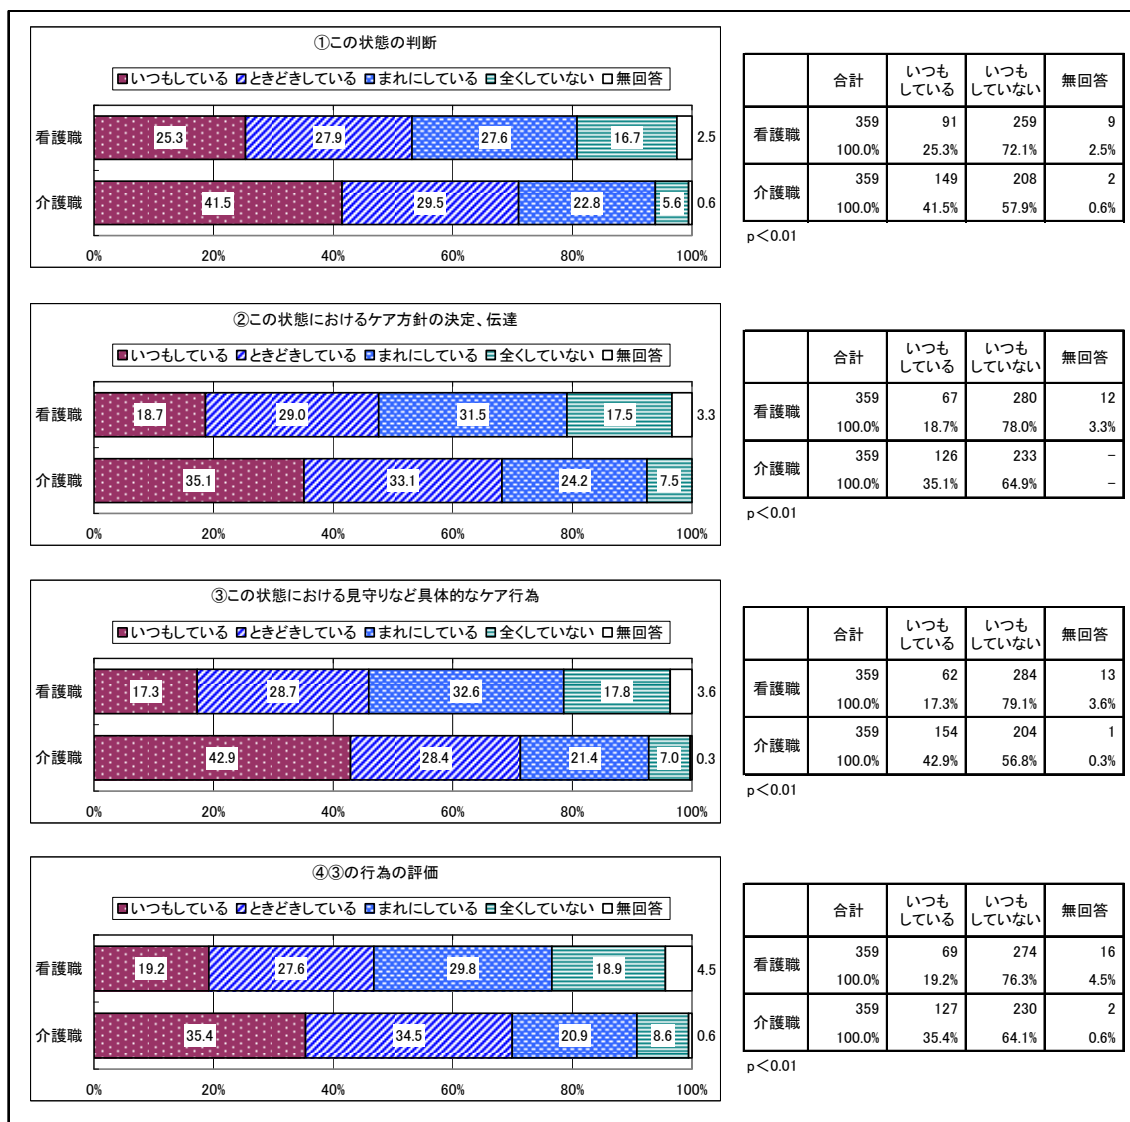 ①この状態の判断
いつもしている ときどきしている まれにしている 全くしていない 無回答
看護職 25.3 27.9 27.6 16.7 2.5
介護職 41.5 29.5 22.8 5.6 0.6
0% 20% 40% 60% 80% 100%
合計 いつもしている いつもしていない 無回答
看護職 359 91 259 9
100.0% 25.3% 72.1% 2.5%
介護職 359 149 208 2
100.0% 41.5% 57.9% 0.6%
p<0.01
②この状態におけるケア方針の決定、伝達
いつもしている ときどきしている まれにしている 全くしていない 無回答
看護職 18.7 29.0 31.5 17.5 3.3
介護職 35.1 33.1 24.2 7.5
0% 20% 40% 60% 80% 100%
合計 いつもしている いつもしていない 無回答
看護職 359 67 280 12
100.0% 18.7% 78.0% 3.3%
介護職 359 126 233 -
100.0% 35.1% 64.9% -
p<0.01
③この状態における見守りなど具体的なケア行為
いつもしている ときどきしている まれにしている 全くしていない 無回答
看護職 17.3 28.7 32.6 17.8 3.6
介護職 42.9 28.4 21.4 7.0 0.3
0% 20% 40% 60% 80% 100%
合計 いつもしている いつもしていない 無回答
看護職 359 62 284 13
100.0% 17.3% 79.1% 3.6%
介護職 359 154 204 1
100.0% 42.9% 56.8% 0.3%
p<0.01
④③の行為の評価
いつもしている ときどきしている まれにしている 全くしていない 無回答
看護職 19.2 27.6 29.8 18.9 4.5
介護職 35.4 34.5 20.9 8.6 0.6
0% 20% 40% 60% 80% 100%
合計 いつもしている いつもしていない 無回答
看護職 359 69 274 16
100.0% 19.2% 76.3% 4.5%
介護職 359 127 230 2
100.0% 35.4% 64.1% 0.6%
p<0.01